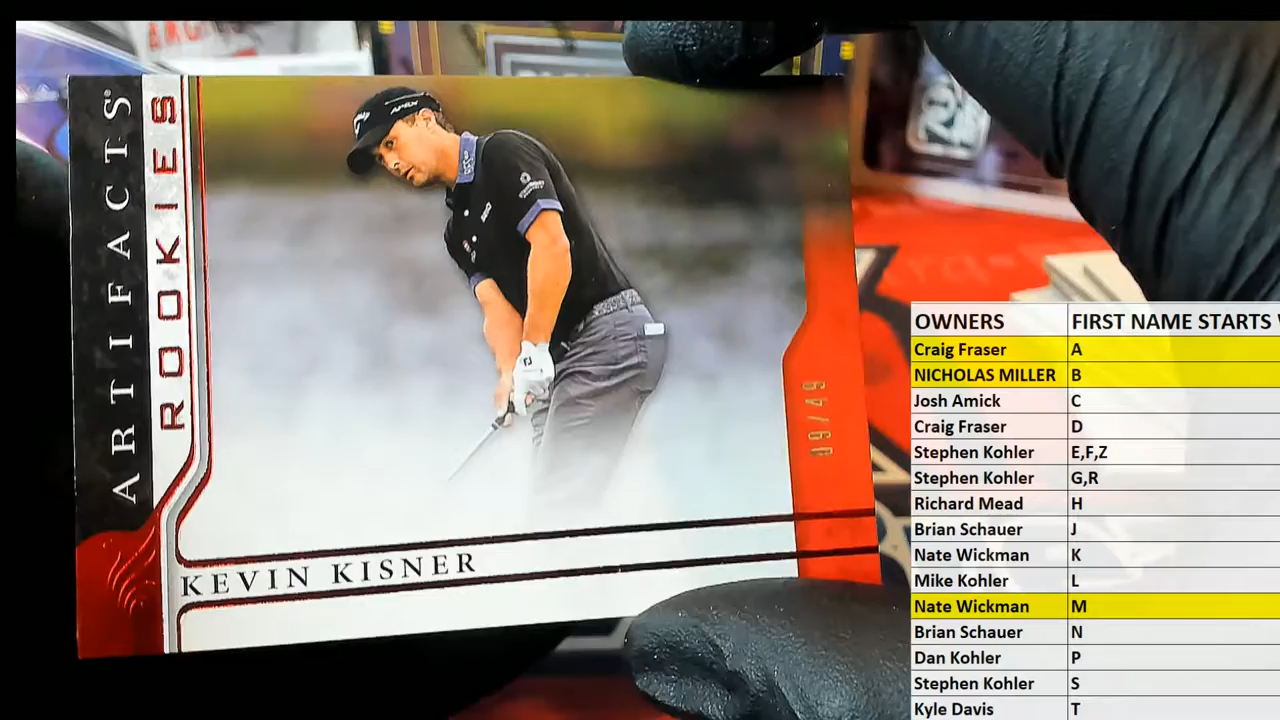 ARTIFACTS
ROOKIES
APEX
KEVIN KISNER
09/49
OWNERS FIRST NAME STARTS
Craig Fraser A
NICHOLAS MILLER B
Josh Amick C
Craig Fraser D
Stephen Kohler E,F,Z
Stephen Kohler G,R
Richard Mead H
Brian Schauer J
Nate Wickman K
Mike Kohler L
Nate Wickman M
Brian Schauer N
Dan Kohler P
Stephen Kohler S
Kyle Davis T